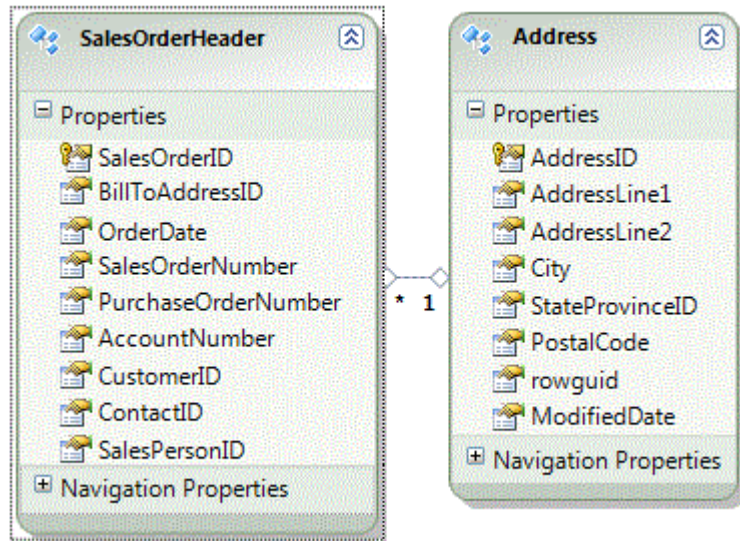 SalesOrderHeader
Properties
SalesOrderID
BillToAddressID
OrderDate
SalesOrderNumber
PurchaseOrderNumber
AccountNumber
CustomerID
ContactID
SalesPersonID
Navigation Properties
* 1
Address
Properties
AddressID
AddressLine1
AddressLine2
City
StateProvinceID
PostalCode
rowguid
ModifiedDate
Navigation Properties